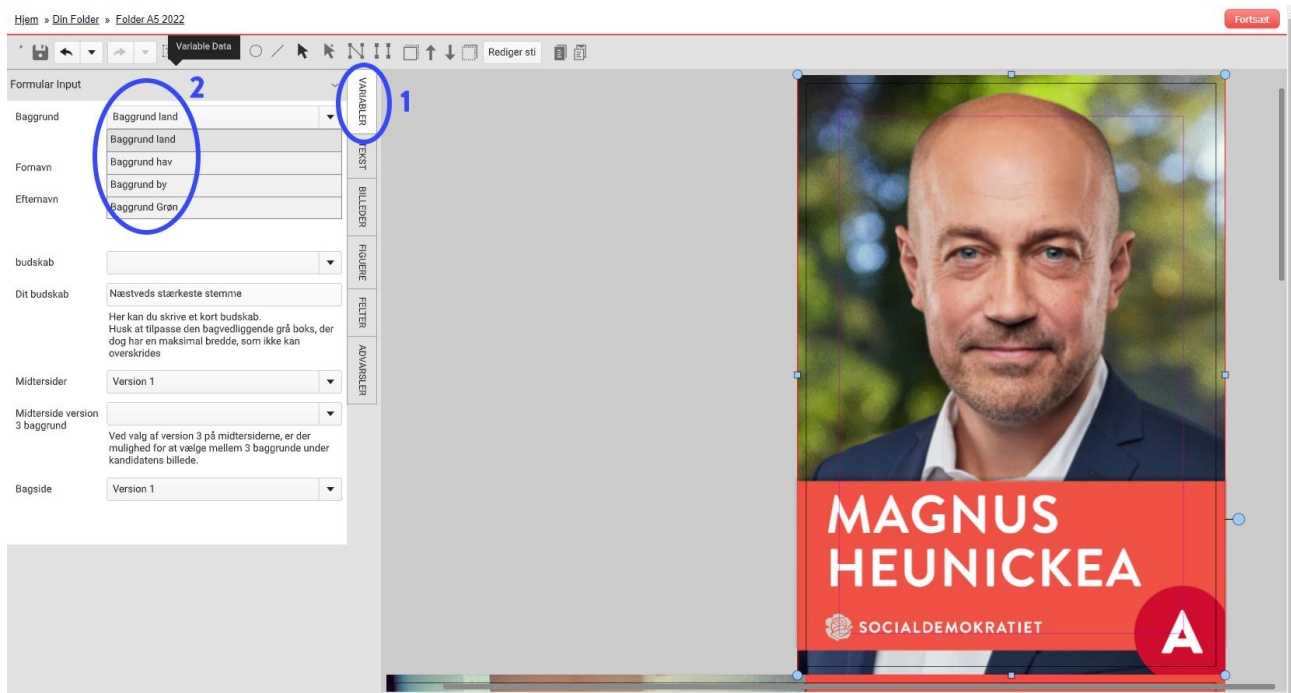 Hjem » Din Folder » Folder A5 2022
Fortsæt
Variable Data
Rediger sti
Formular Input
2
1
VARIABLER
TEKST
BILLEDER
FIGUERE
FELTER
ADVARSLER
Baggrund
Baggrund land
Baggrund land
Baggrund hav
Baggrund by
Baggrund Grøn
Fornavn
Efternavn
budskab
Dit budskab
Næstveds stærkeste stemme
Her kan du skrive et kort budskab.
Husk at tilpasse den bagvedliggende grå boks, der
dog har en maksimal bredde, som ikke kan
overskrides
Midtersider
Version 1
Midterside version
3 baggrund
Ved valg af version 3 på midtersiderne, er der
mulighed for at vælge mellem 3 baggrunde under
kandidatens billede.
Bagside
Version 1
MAGNUS
HEUNICKEA
SOCIALDEMOKRATIET
A